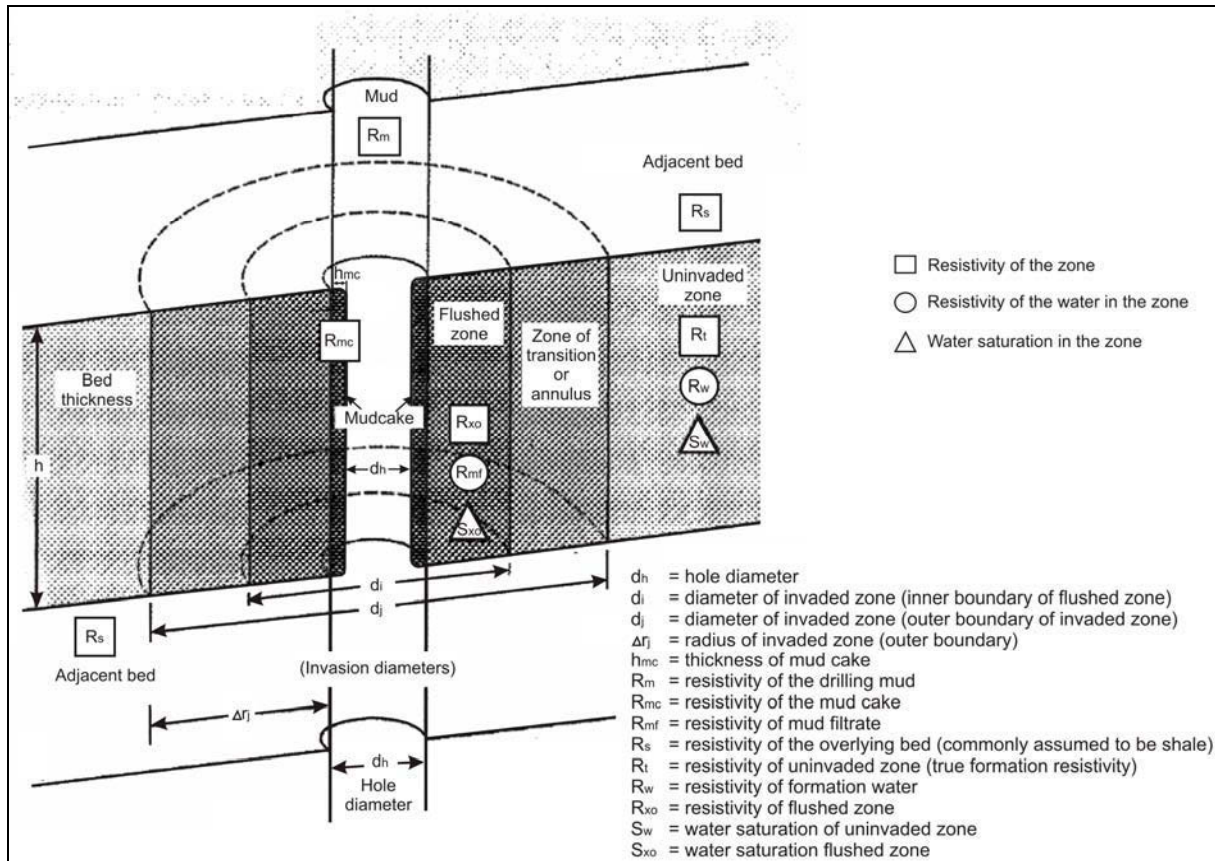 Mud
Rm
Adjacent bed
Rs
hmc
Uninvaded
zone
Rmc
Flushed
zone
Rt
Zone of
transition
or
annulus
Bed
thickness
Rw
Mudcake
Rxo
Sw
h
dh
Rmf
Sxo
di
dj
Rs
Adjacent bed
(Invasion diameters)
Δrj
dh
Hole
diameter
Resistivity of the zone
Resistivity of the water in the zone
Water saturation in the zone
dh = hole diameter
di = diameter of invaded zone (inner boundary of flushed zone)
dj = diameter of invaded zone (outer boundary of invaded zone)
Δrj = radius of invaded zone (outer boundary)
hmc = thickness of mud cake
Rm = resistivity of the drilling mud
Rmc = resistivity of the mud cake
Rmf = resistivity of mud filtrate
Rs = resistivity of the overlying bed (commonly assumed to be shale)
Rt = resistivity of uninvaded zone (true formation resistivity)
Rw = resistivity of formation water
Rxo = resistivity of flushed zone
Sw = water saturation of uninvaded zone
Sxo = water saturation flushed zone